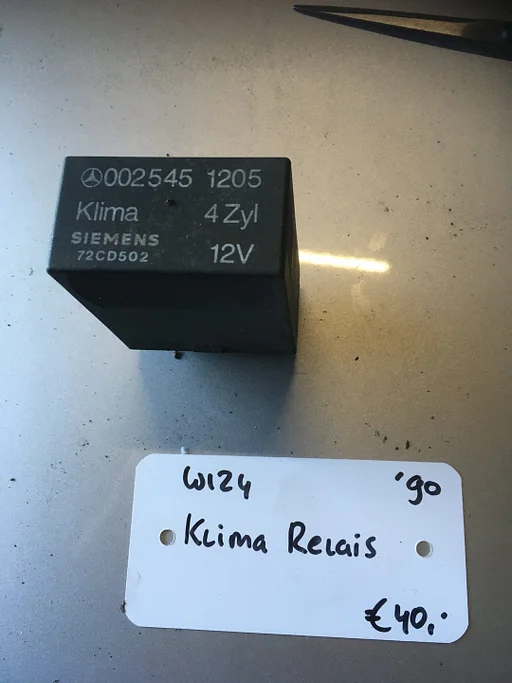 002545 1205
Klima 4 Zyl
SIEMENS
72CD502 12V
W124 '90
Klima Relais
€40,-